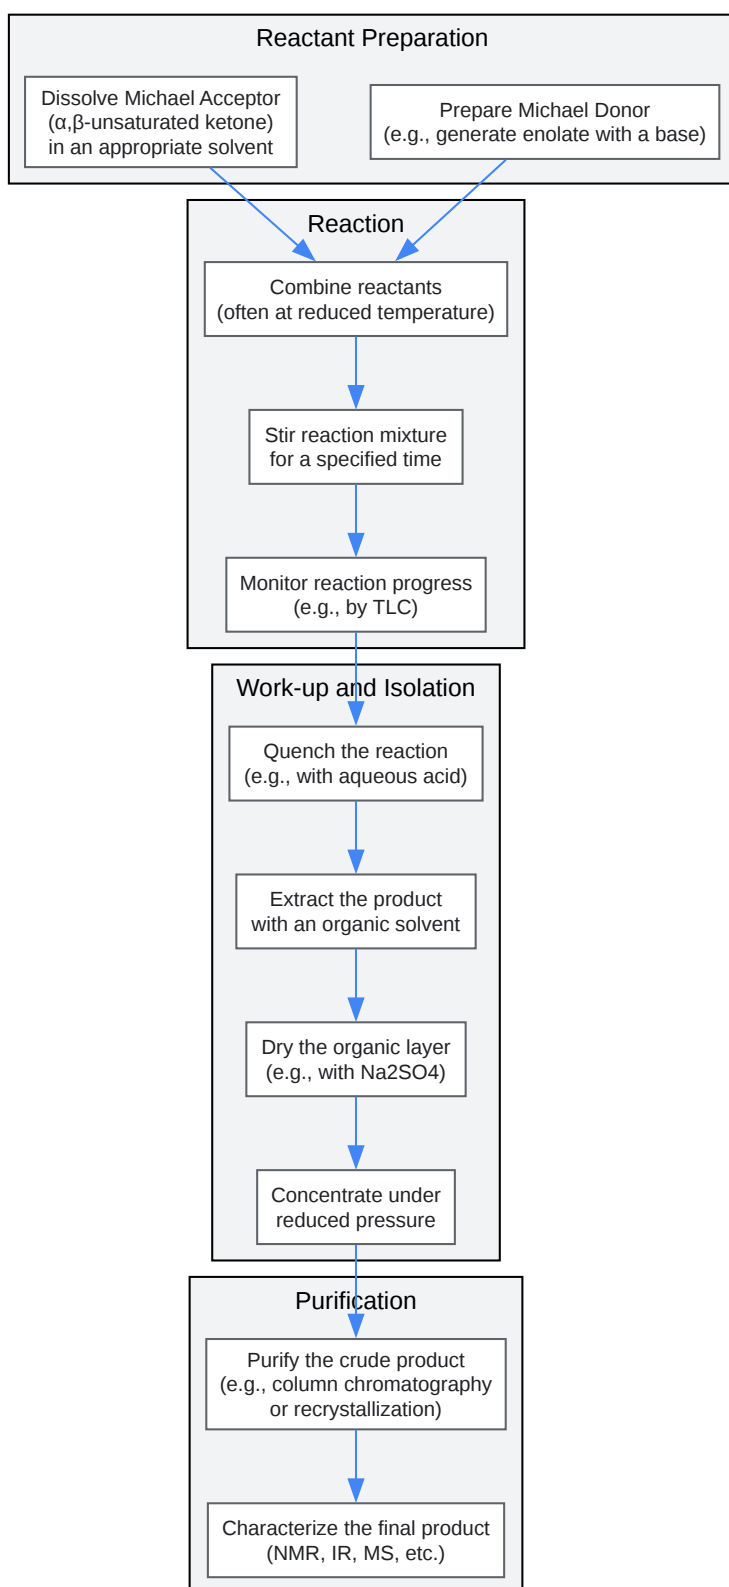 Reactant Preparation
Dissolve Michael Acceptor
(α,β-unsaturated ketone)
in an appropriate solvent
Prepare Michael Donor
(e.g., generate enolate with a base)
Reaction
Combine reactants
(often at reduced temperature)
Stir reaction mixture
for a specified time
Monitor reaction progress
(e.g., by TLC)
Work-up and Isolation
Quench the reaction
(e.g., with aqueous acid)
Extract the product
with an organic solvent
Dry the organic layer
(e.g., with Na2SO4)
Concentrate under
reduced pressure
Purification
Purify the crude product
(e.g., column chromatography
or recrystallization)
Characterize the final product
(NMR, IR, MS, etc.)